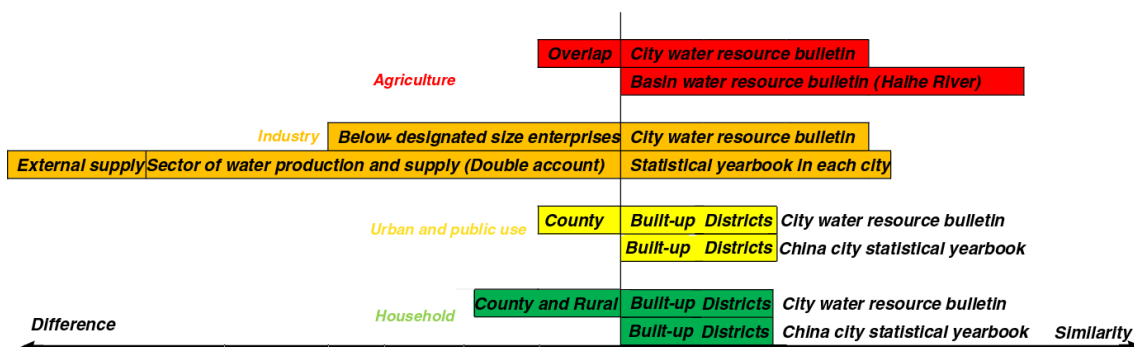 Overlap City water resource bulletin
Agriculture
Basin water resource bulletin (Haihe River)
Industry Below- designated size enterprises City water resource bulletin
External supply Sector of water production and supply (Double account) Statistical yearbook in each city
County Built-up Districts City water resource bulletin
Urban and public use
Built-up Districts China city statistical yearbook
County and Rural Built-up Districts City water resource bulletin
Household
Difference
Built-up Districts China city statistical yearbook Similarity